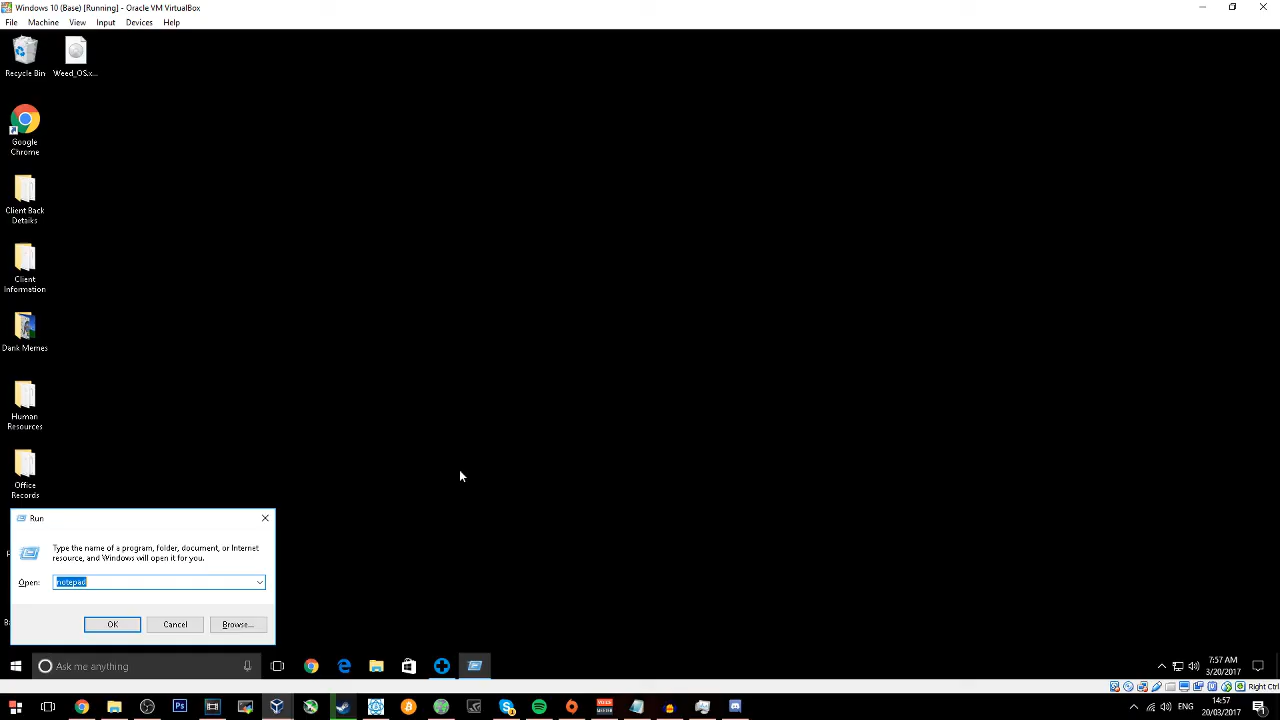 Windows 10 (Base) [Running] - Oracle VM VirtualBox
File Machine View Input Devices Help
Recycle Bin
Weed_OS.x...
Google
Chrome
Client Back
Details
Client
Information
Dank Memes
Human
Resources
Office
Records
Run
Type the name of a program, folder, document, or Internet
resource, and Windows will open it for you.
Open:
notepad
OK
Cancel
Browse...
Ask me anything
7:57 AM
3/20/2017
Right Ctrl
ENG
14:57
20/03/2017